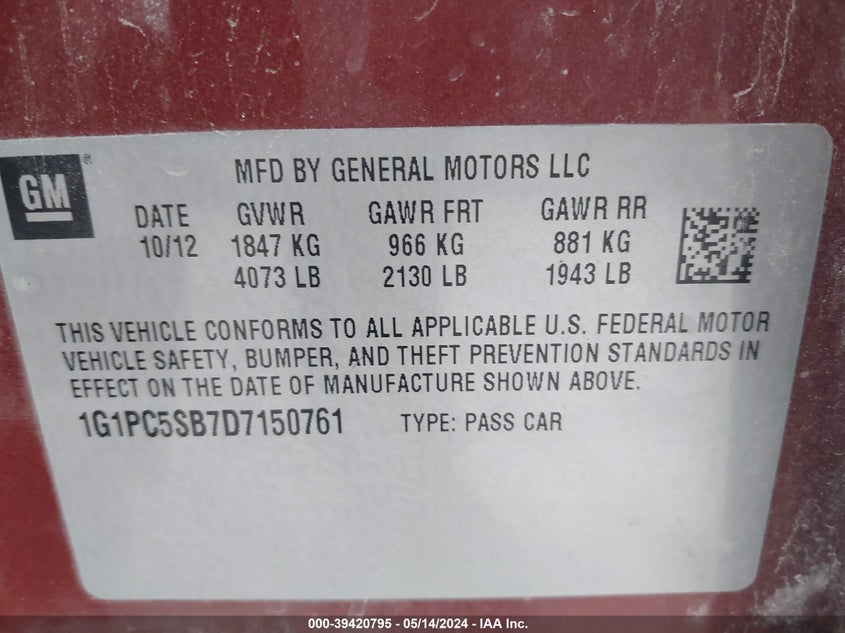 GM ®
MFD BY GENERAL MOTORS LLC
DATE GVWR GAWR FRT GAWR RR
10/12 1847 KG 966 KG 881 KG
4073 LB 2130 LB 1943 LB
THIS VEHICLE CONFORMS TO ALL APPLICABLE U.S. FEDERAL MOTOR
VEHICLE SAFETY, BUMPER, AND THEFT PREVENTION STANDARDS IN
EFFECT ON THE DATE OF MANUFACTURE SHOWN ABOVE.
1G1PC5SB7D7150761 TYPE: PASS CAR
000-39420795 - 05/14/2024 - IAA Inc.